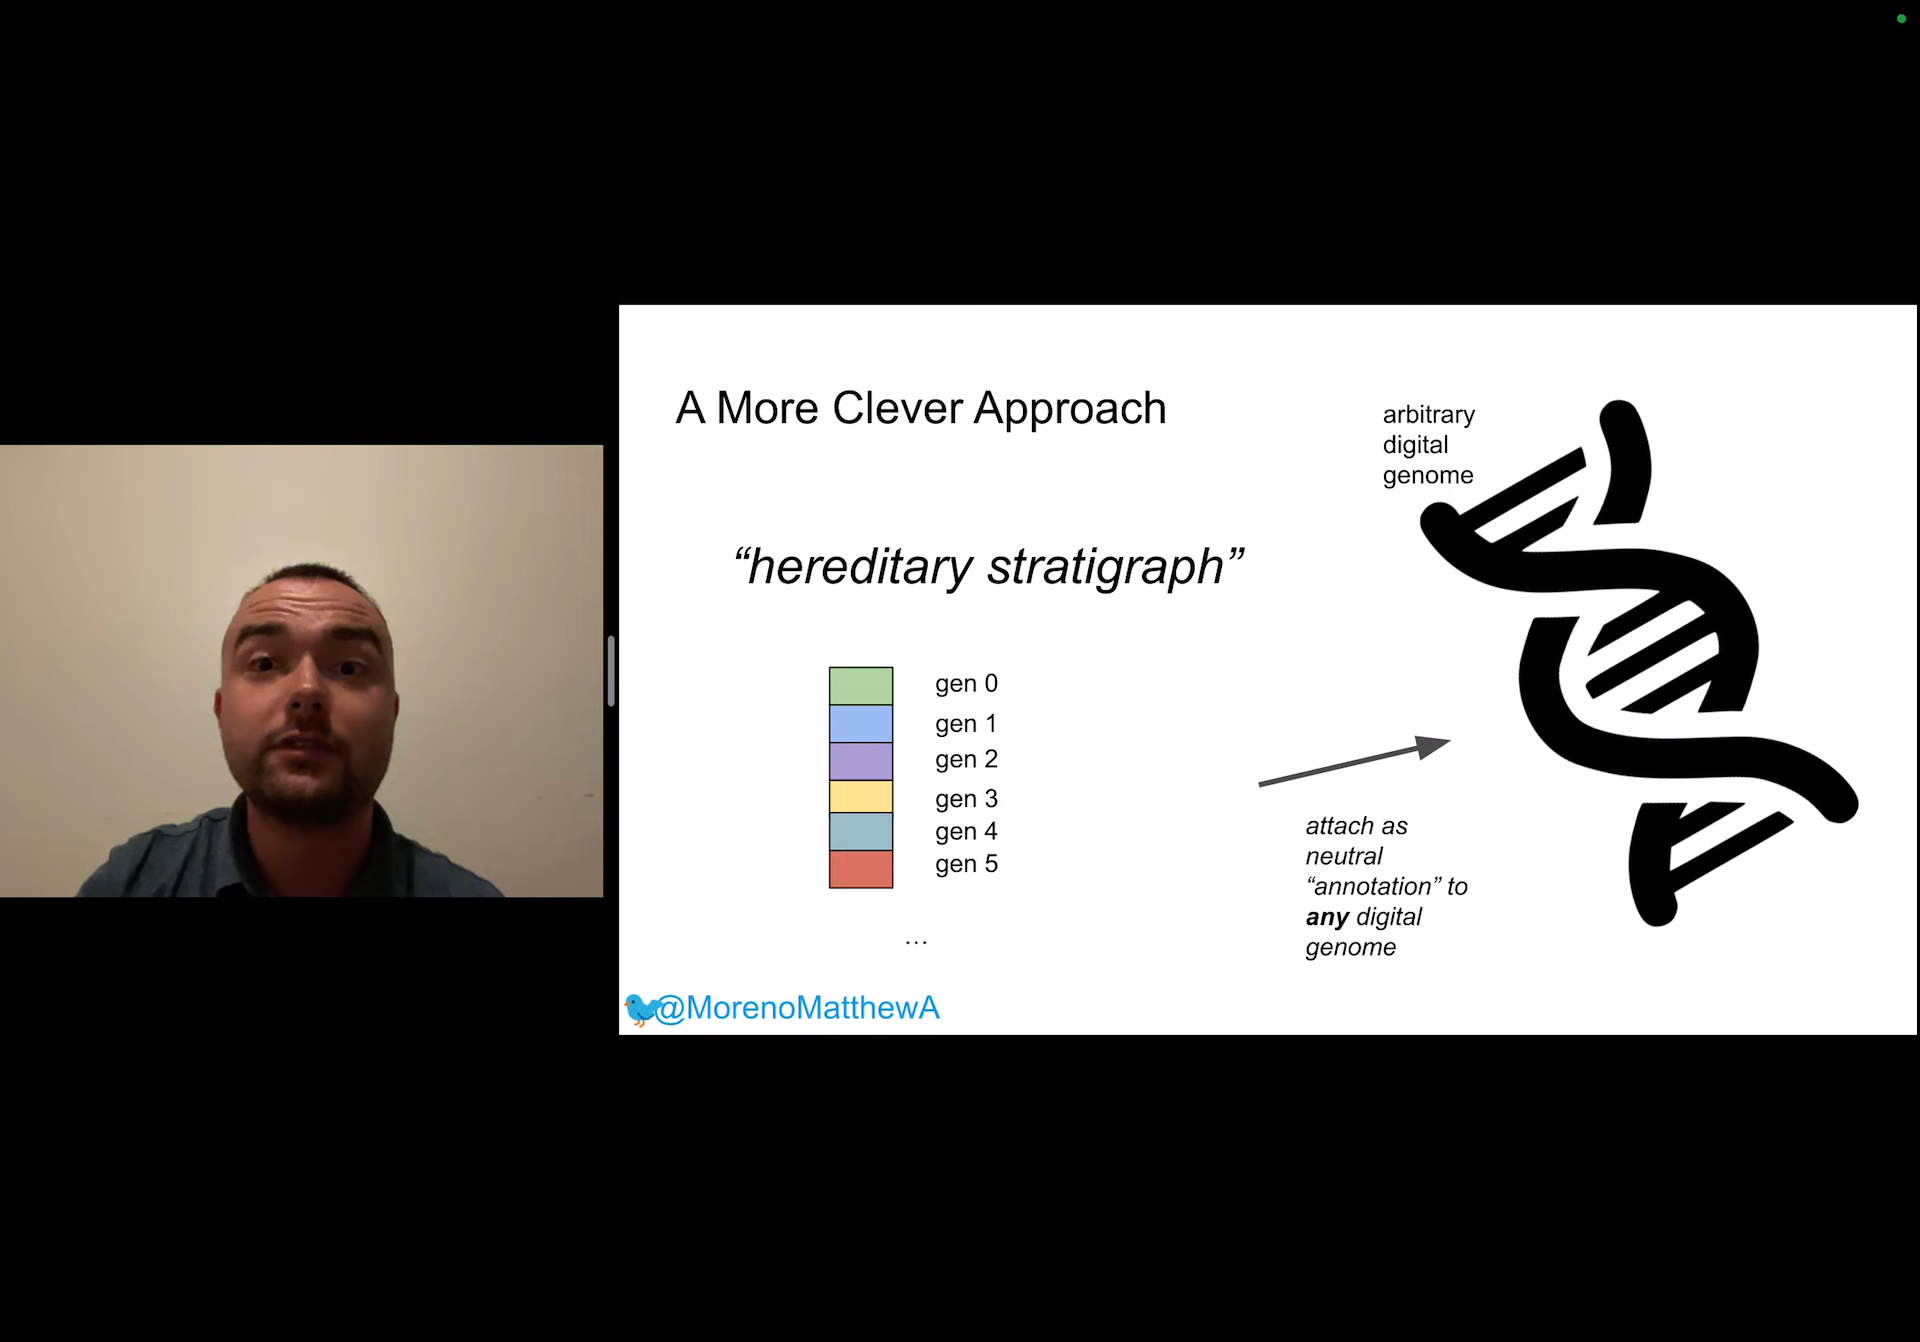 A More Clever Approach
arbitrary
digital
genome
“hereditary stratigraph”
gen 0
gen 1
gen 2
gen 3
gen 4
gen 5
...
attach as
neutral
“annotation” to
any digital
genome
@MorenoMatthewA